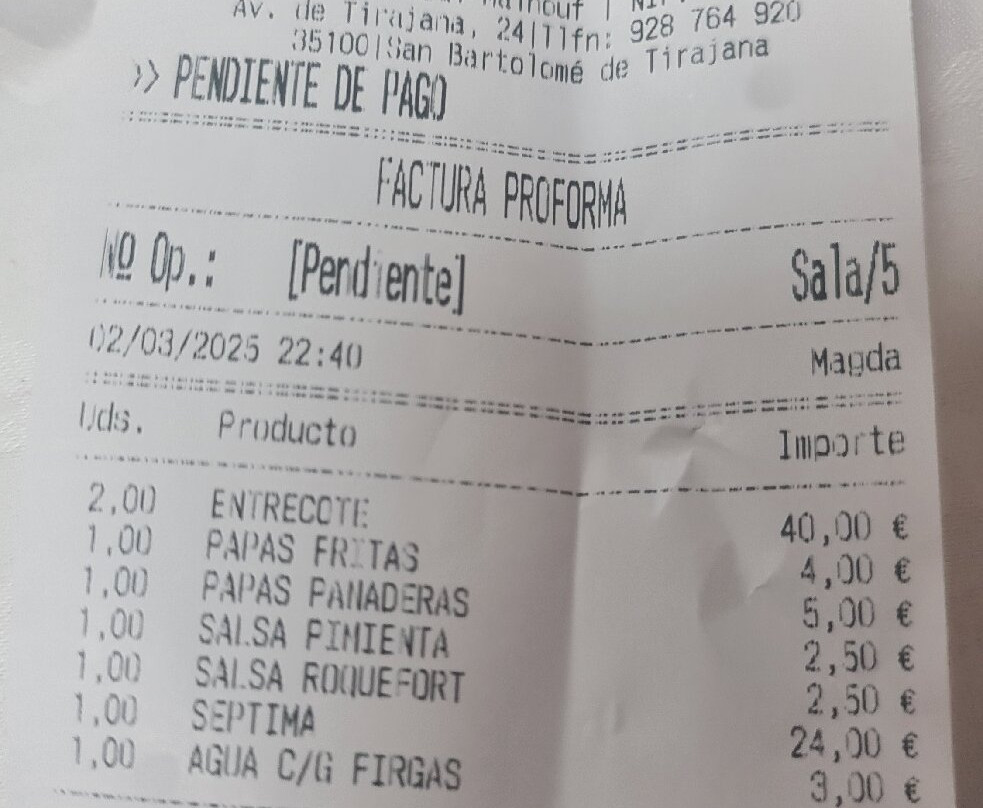 Av. de Tirajana, 24|Tlfn: 928 764 920
35100|San Bartolomé de Tirajana
>> PENDIENTE DE PAGO
FACTURA PROFORMA
Nº Op.: [Pendiente] Sala/5
02/03/2025 22:40 Magda
Uds. Producto Importe
2,00 ENTRECOTE 40,00 €
1,00 PAPAS FRITAS 4,00 €
1,00 PAPAS PANADERAS 5,00 €
1,00 SALSA PIMIENTA 2,50 €
1,00 SALSA ROQUEFORT 2,50 €
1,00 SEPTIMA 24,00 €
1,00 AGUA C/G FIRGAS 3,00 €